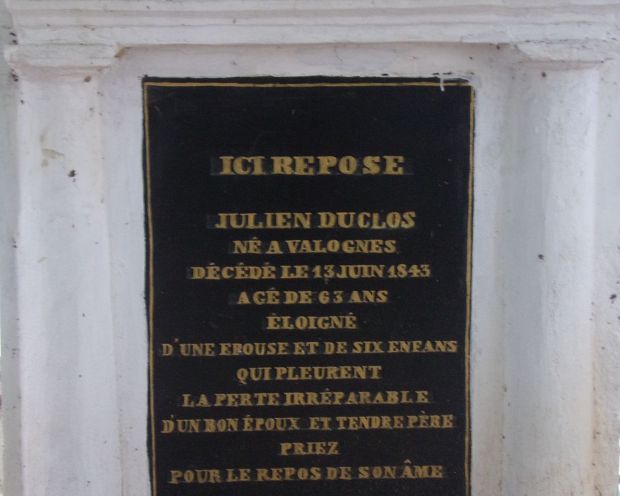 ICI REPOSE
JULIEN DUCLOS
NÉ A VALOGNES
DÉCÉDÉ LE 13 JUIN 1843
AGÉ DE 63 ANS
ÉLOIGNÉ
D'UNE EROUSE ET DE SIX ENFANS
QUI PLEURENT
LA PERTE IRRÉPARABLE
D'UN BON ÉPOUX ET TENDRE PÈRE
PRIEZ
POUR LE REPOS DE SON ÂME